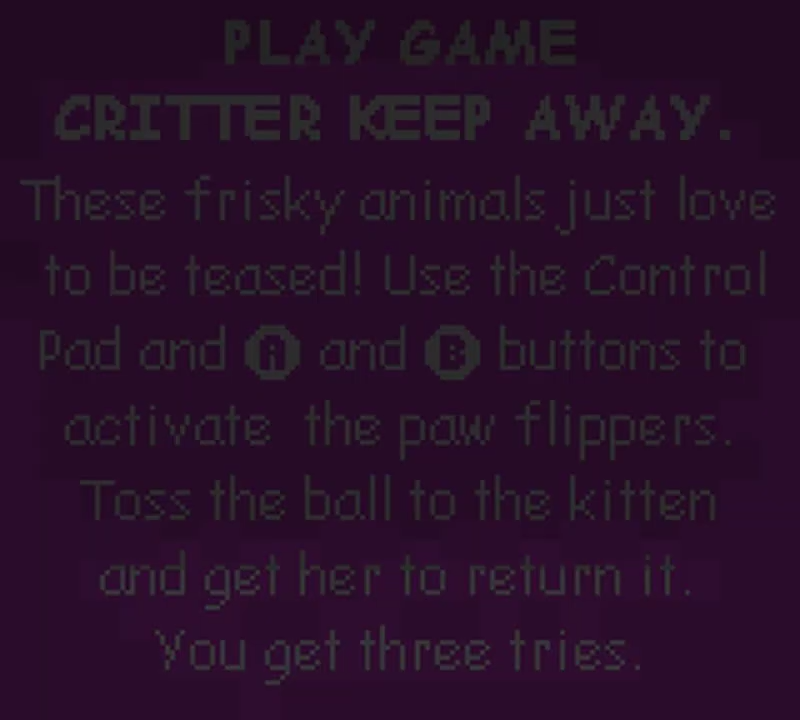 PLAY GAME
CRITTER KEEP AWAY.
These frisky animals just love
to be teased! Use the Control
Pad and A and B buttons to
activate the paw flippers.
Toss the ball to the kitten
and get her to return it.
You get three tries.